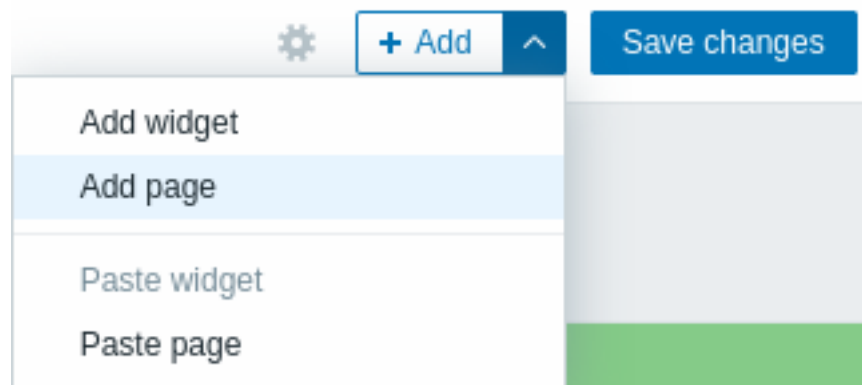 + Add
Save changes
Add widget
Add page
Paste widget
Paste page